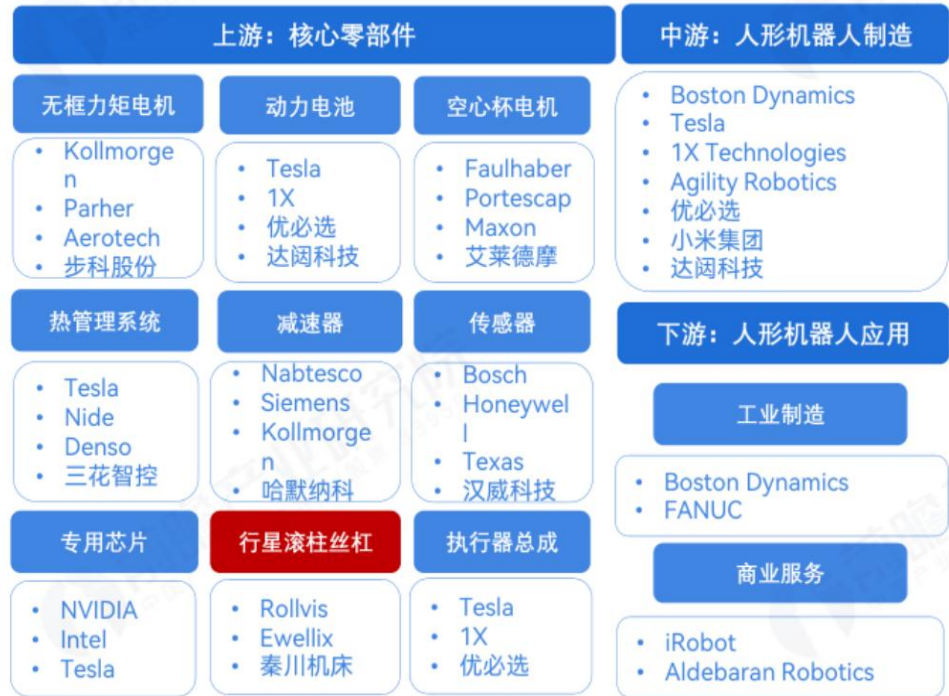 上游：核心零部件
无框力矩电机
• Kollmorge
n
• Parher
• Aerotech
• 步科股份
动力电池
• Tesla
• 1X
• 优必选
• 达闼科技
空心杯电机
• Faulhaber
• Portescap
• Maxon
• 艾莱德摩
热管理系统
• Tesla
• Nide
• Denso
• 三花智控
减速器
• Nabtesco
• Siemens
• Kollmorge
n
• 哈默纳科
传感器
• Bosch
• Honeywel
l
• Texas
• 汉威科技
专用芯片
• NVIDIA
• Intel
• Tesla
行星滚柱丝杠
• Rollvis
• Ewellix
• 秦川机床
执行器总成
• Tesla
• 1X
• 优必选
中游：人形机器人制造
• Boston Dynamics
• Tesla
• 1X Technologies
• Agility Robotics
• 优必选
• 小米集团
• 达闼科技
下游：人形机器人应用
工业制造
• Boston Dynamics
• FANUC
商业服务
• iRobot
• Aldebaran Robotics